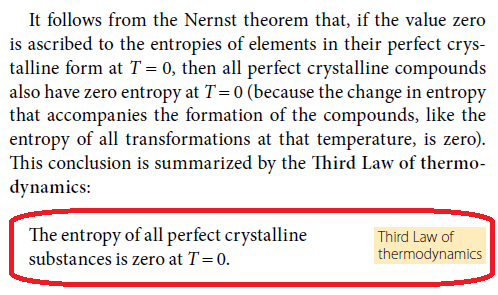 It follows from the Nernst theorem that, if the value zero
is ascribed to the entropies of elements in their perfect crys-
talline form at T = 0, then all perfect crystalline compounds
also have zero entropy at T = 0 (because the change in entropy
that accompanies the formation of the compounds, like the
entropy of all transformations at that temperature, is zero).
This conclusion is summarized by the Third Law of thermo-
dynamics:
The entropy of all perfect crystalline
substances is zero at T = 0.
Third Law of
thermodynamics